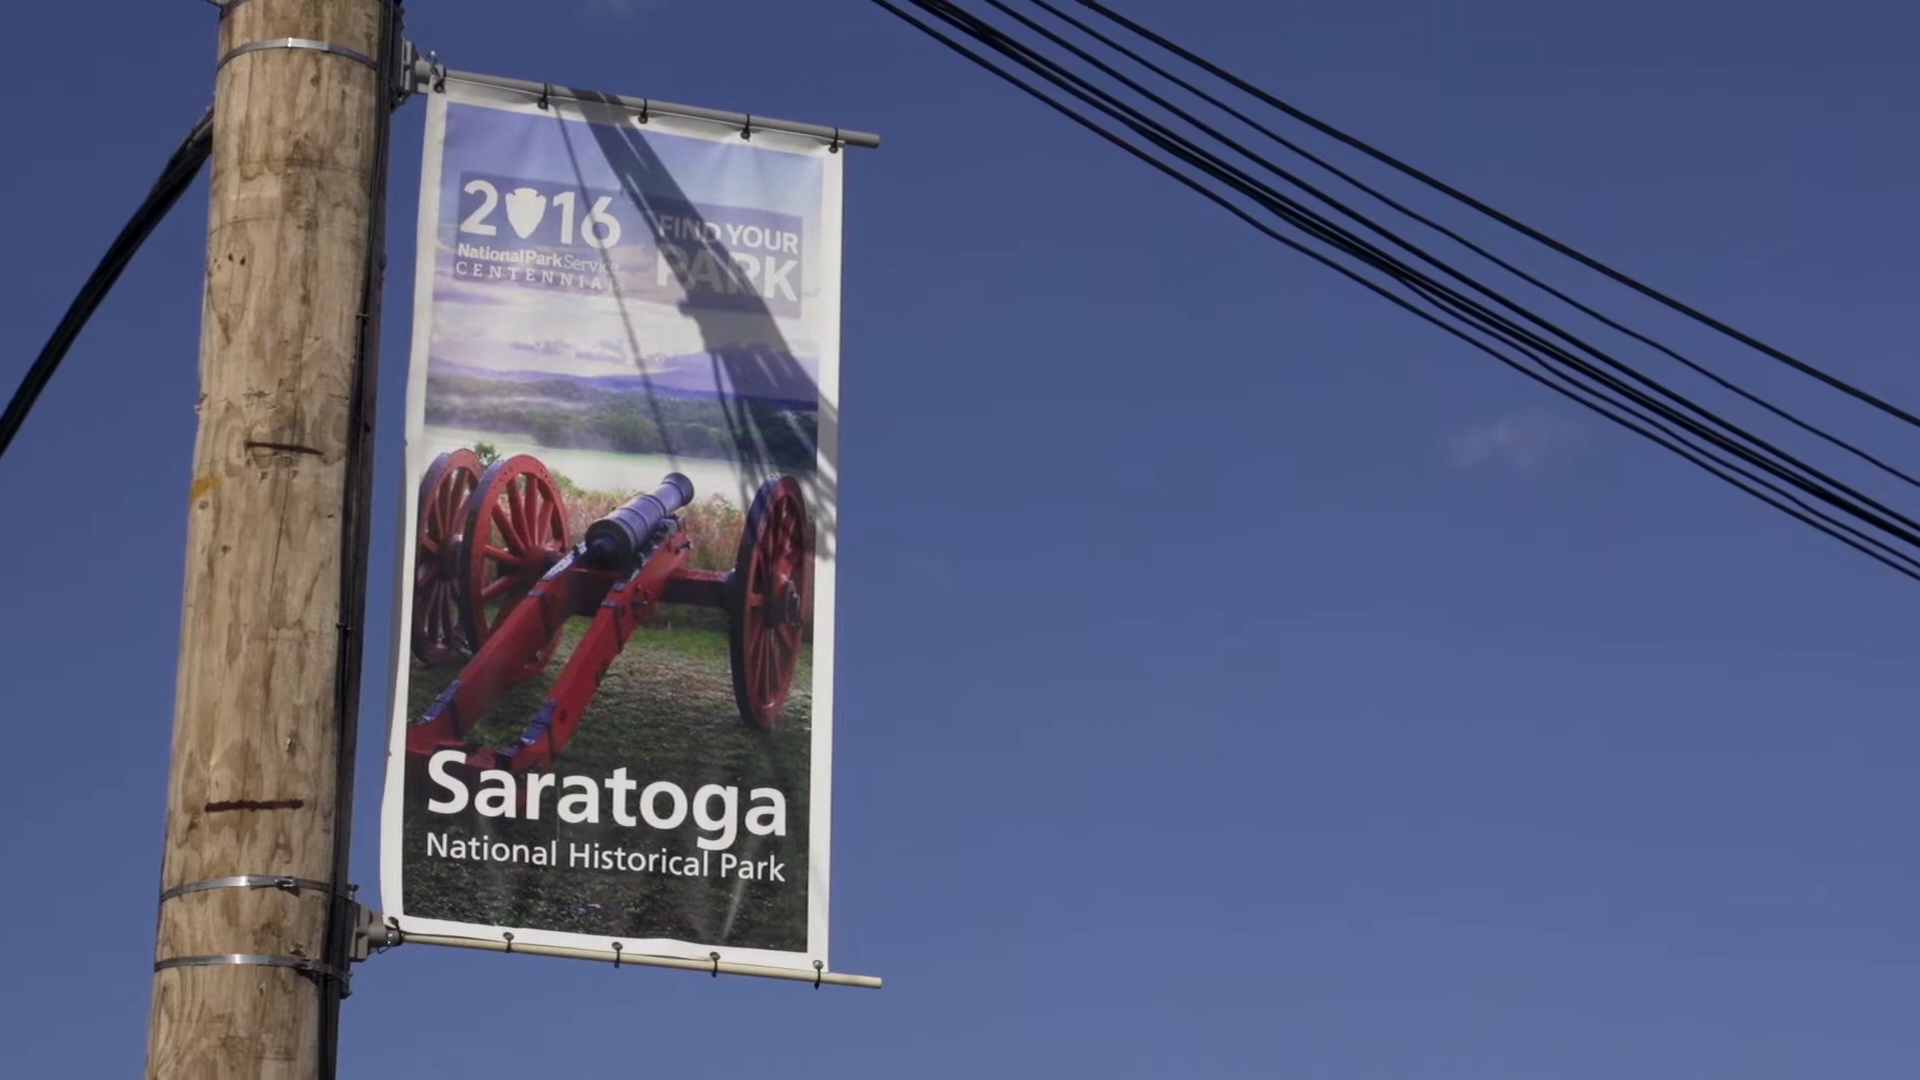 2016
National Park Service
CENTENNIAL
FIND YOUR
PARK
Saratoga
National Historical Park